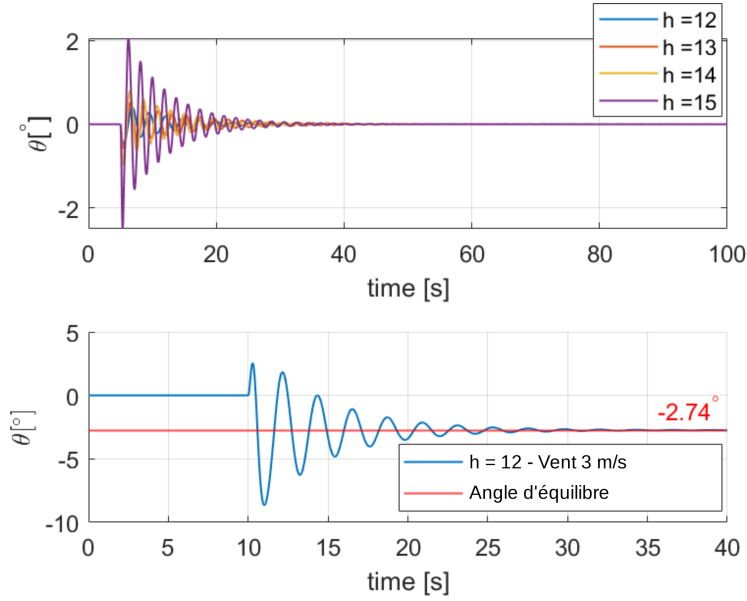 h =12
h =13
h =14
h =15
2
0
-2
θ[°]
0 20 40 60 80 100
time [s]
5
0
-5
-10
θ[°]
-2.74°
h = 12 - Vent 3 m/s
Angle d'équilibre
0 5 10 15 20 25 30 35 40
time [s]